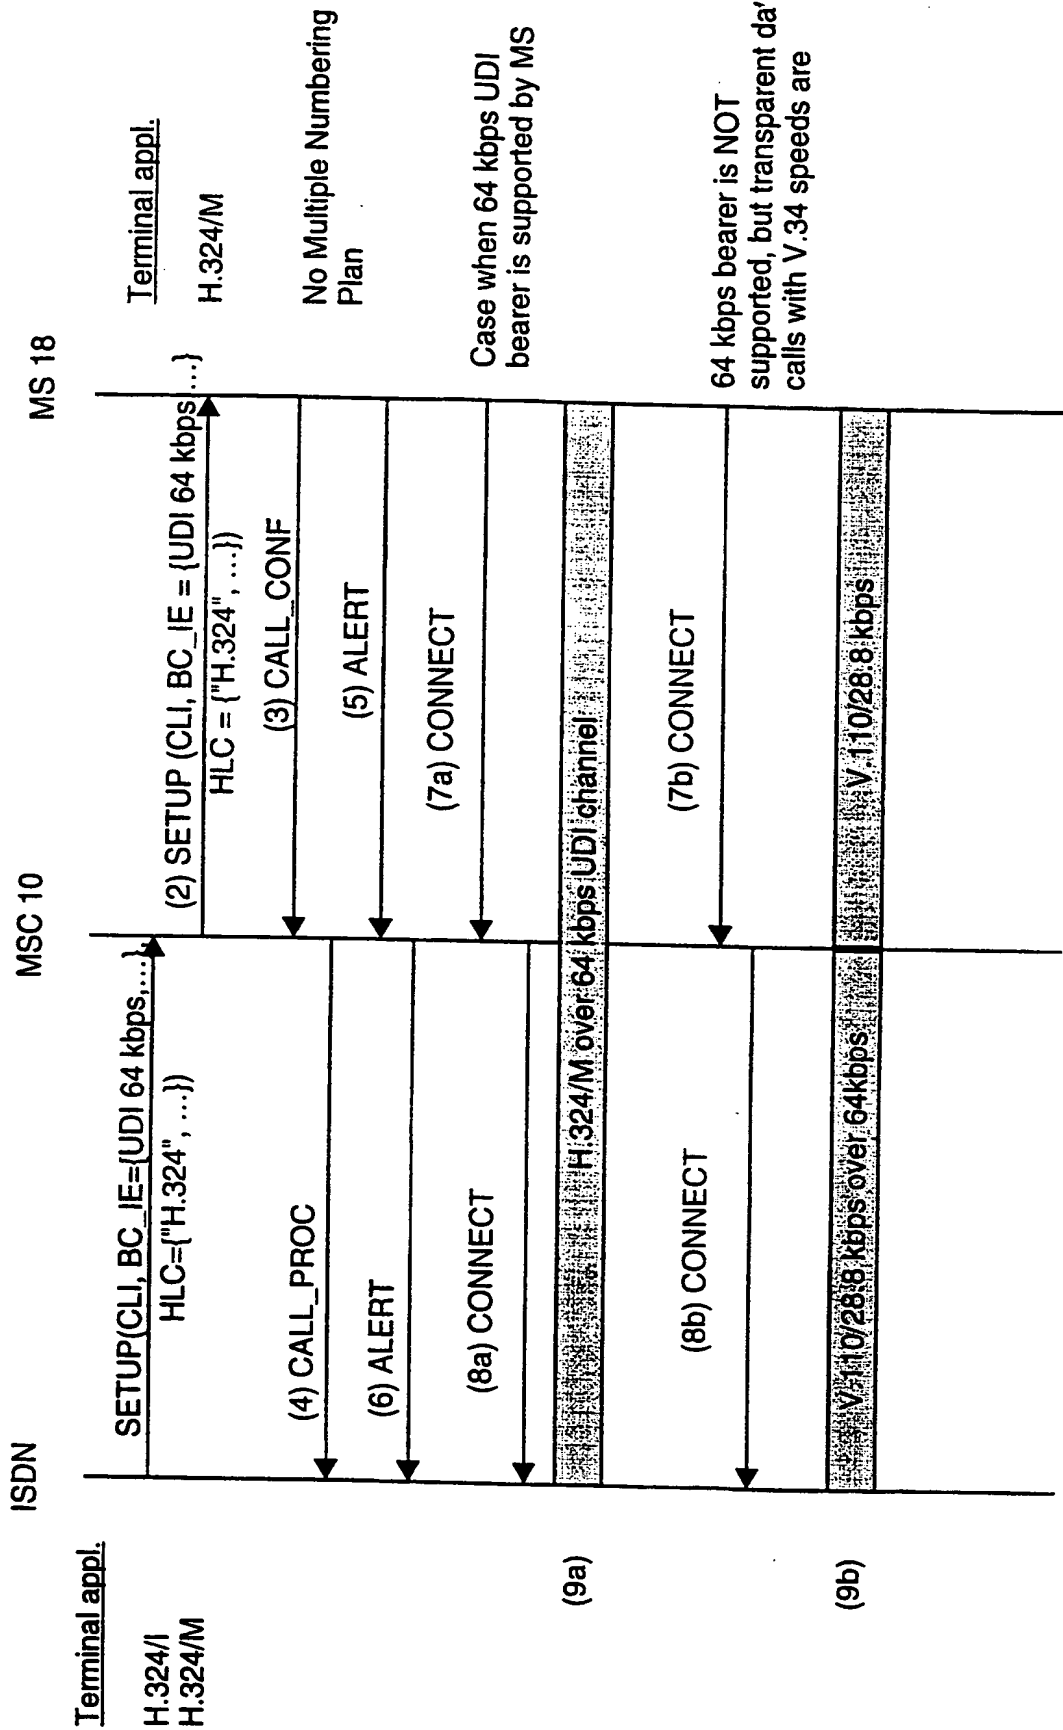 ISDN
MSC 10
MS 18
Terminal appl.
H.324/I
H.324/M
Terminal appl.
H.324/M
SETUP(CLI, BC_IE={UDI 64 kbps,...},
HLC={"H.324", ...})
(2) SETUP (CLI, BC_IE = {UDI 64 kbps,...}
HLC = {"H.324", ...})
No Multiple Numbering
Plan
(3) CALL_CONF
(4) CALL_PROC
(5) ALERT
(6) ALERT
(7a) CONNECT
Case when 64 kbps UDI
bearer is supported by MS
(8a) CONNECT
(9a)
H.324/M over 64 kbps UDI channel
(7b) CONNECT
64 kbps bearer is NOT
supported, but transparent da
calls with V.34 speeds are
(8b) CONNECT
(9b)
V.110/28.8 kbps over 64kbps
V.110/28.8 kbps